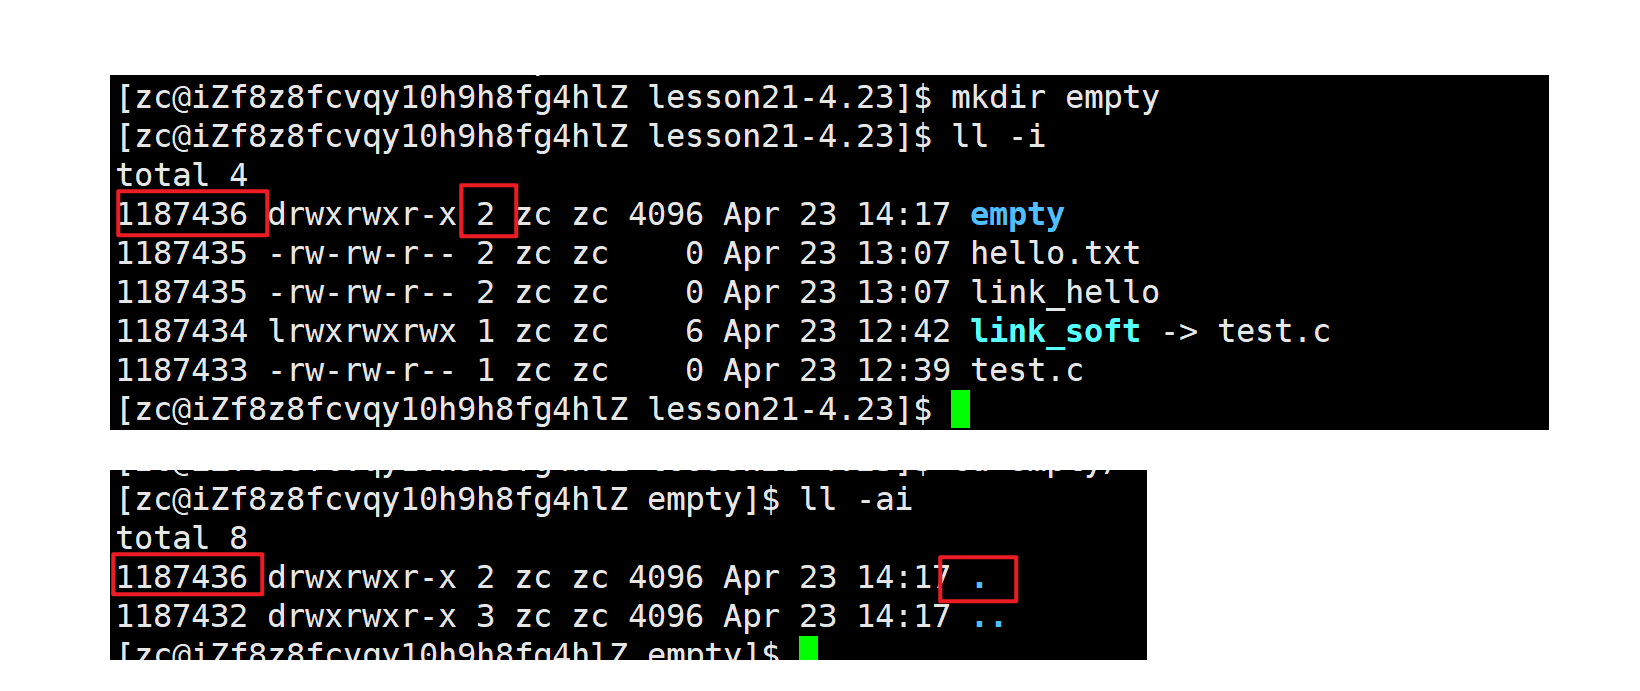 [zc@iZf8z8fcvqy10h9h8fg4hlZ lesson21-4.23]$ mkdir empty
[zc@iZf8z8fcvqy10h9h8fg4hlZ lesson21-4.23]$ ll -i
total 4
1187436 drwxrwxr-x 2 zc zc 4096 Apr 23 14:17 empty
1187435 -rw-rw-r-- 2 zc zc    0 Apr 23 13:07 hello.txt
1187435 -rw-rw-r-- 2 zc zc    0 Apr 23 13:07 link_hello
1187434 lrwxrwxrwx 1 zc zc    6 Apr 23 12:42 link_soft -> test.c
1187433 -rw-rw-r-- 1 zc zc    0 Apr 23 12:39 test.c
[zc@iZf8z8fcvqy10h9h8fg4hlZ lesson21-4.23]$
[zc@iZf8z8fcvqy10h9h8fg4hlZ empty]$ ll -ai
total 8
1187436 drwxrwxr-x 2 zc zc 4096 Apr 23 14:17 .
1187432 drwxrwxr-x 3 zc zc 4096 Apr 23 14:17 ..
[zc@iZf8z8fcvqy10h9h8fg4hlZ empty]$